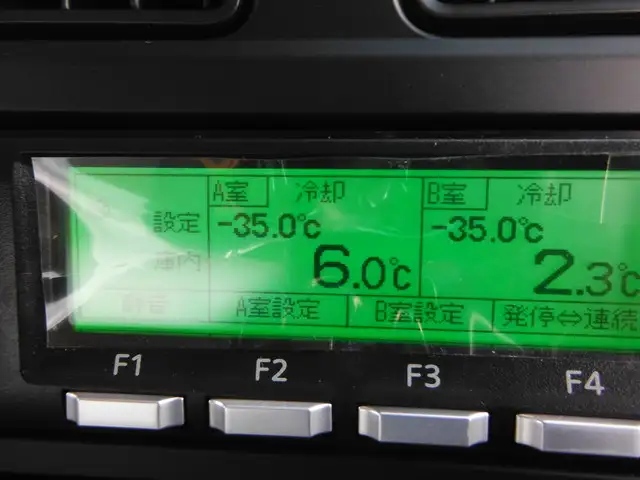 A室 冷却 B室 冷却
設定 -35.0℃ -35.0℃
庫内 6.0℃ 2.3℃
A室設定 B室設定 発停⇔連続
F1 F2 F3 F4